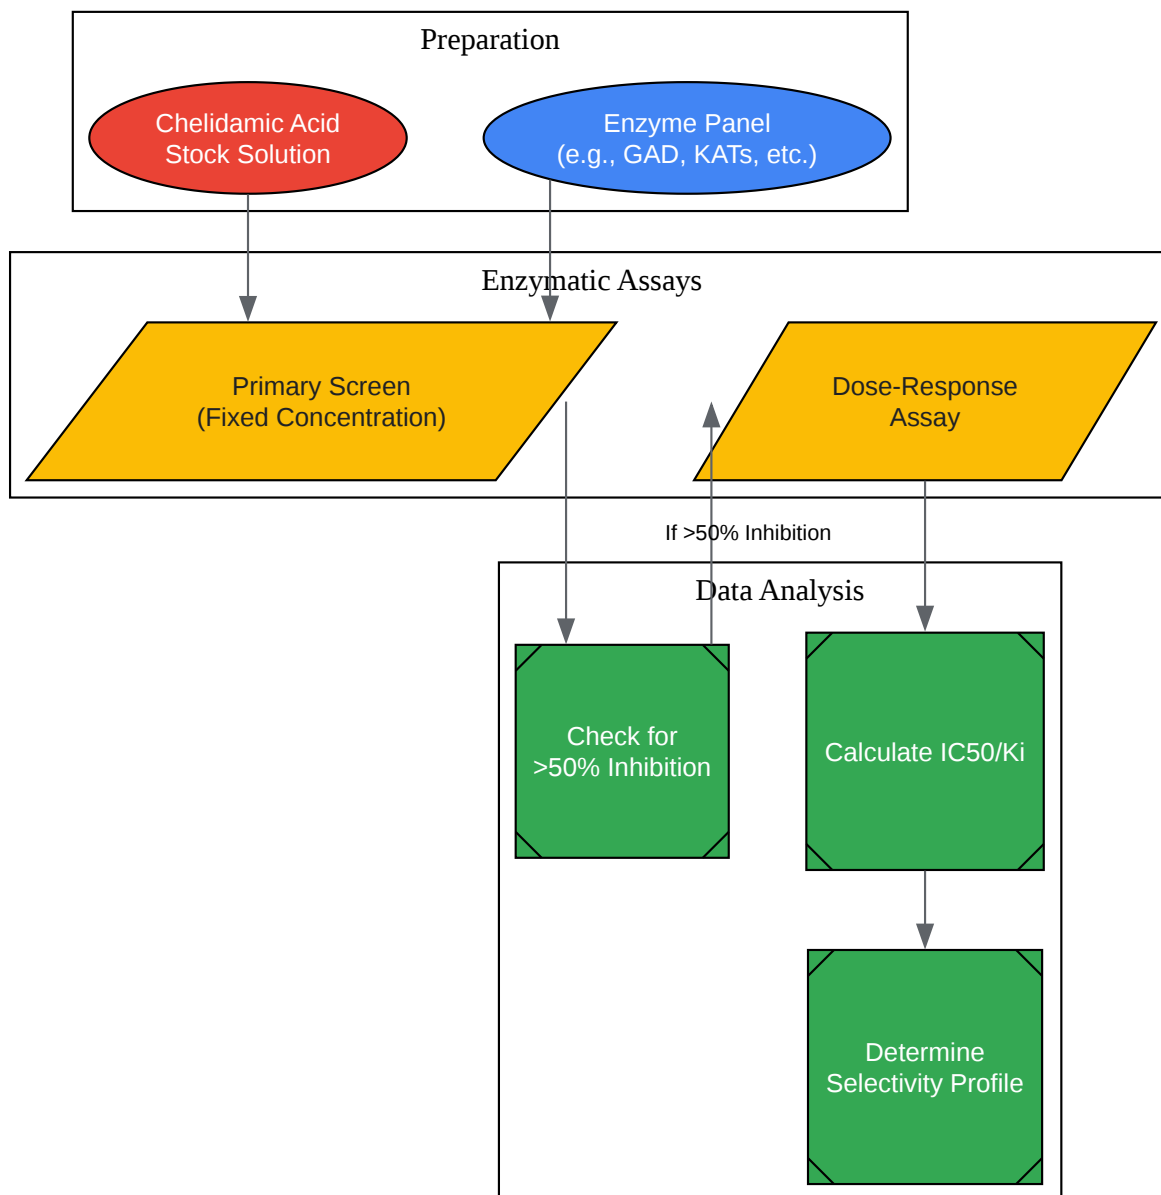 Preparation
Chelidamic Acid
Stock Solution
Enzyme Panel
(e.g., GAD, KATs, etc.)
Enzymatic Assays
Primary Screen
(Fixed Concentration)
Dose-Response
Assay
If >50% Inhibition
Data Analysis
Check for
>50% Inhibition
Calculate IC50/Ki
Determine
Selectivity Profile